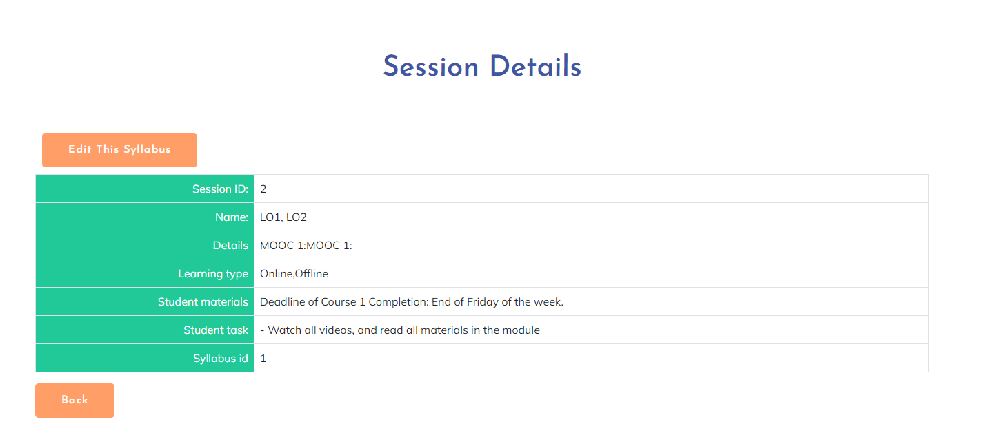 Session Details
Edit This Syllabus
Session ID: 2
Name: LO1, LO2
Details MOOC 1:MOOC 1:
Learning type Online,Offline
Student materials Deadline of Course 1 Completion: End of Friday of the week.
Student task - Watch all videos, and read all materials in the module
Syllabus id 1
Back